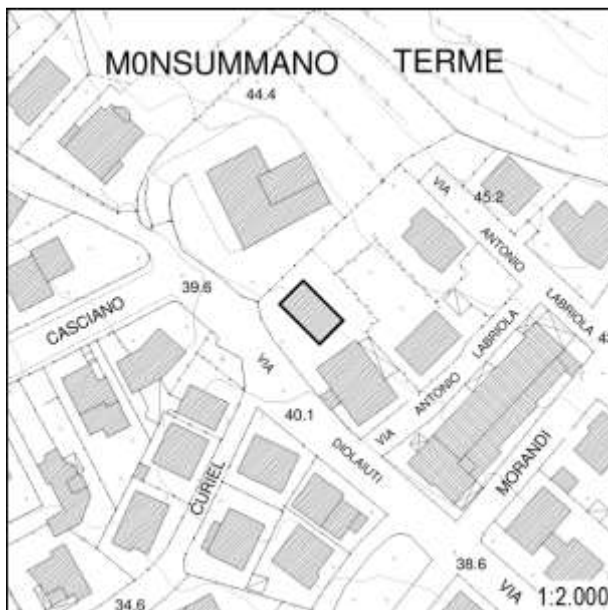 M0NSUMMANO TERME
44.4
VIA
45.2
ANTONIO
LABRIOLA
39.6
CASCIANO
VIA
LABRIOLA
ANTONIO
VIA
40.1
DIOLAIUTI
CURIEL
MORANDI
38.6
VIA
34.6
1:2.000